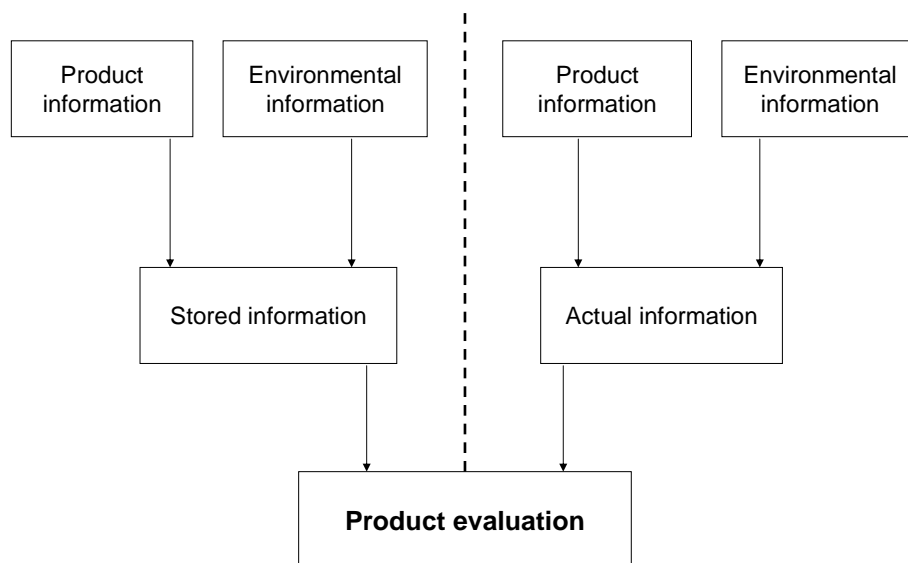 Product
information
Environmental
information
Product
information
Environmental
information
Stored information
Actual information
Product evaluation